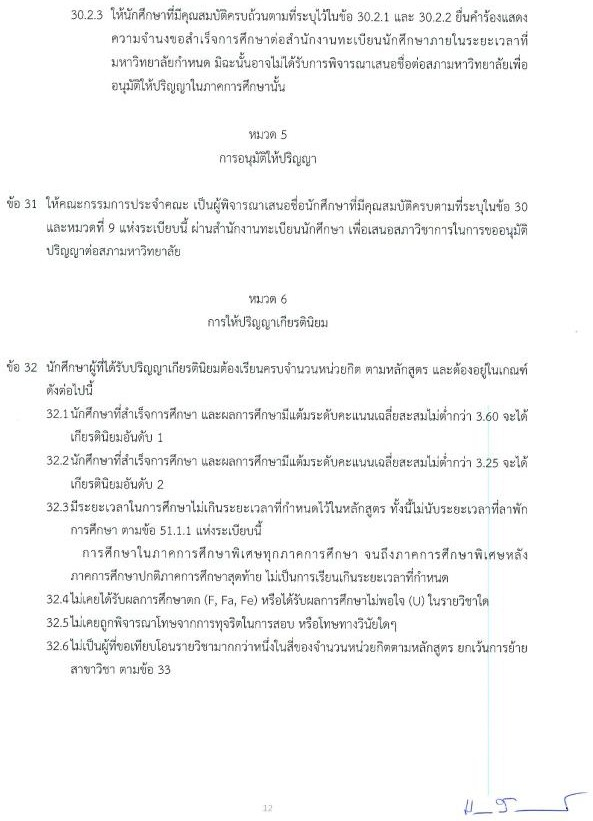 30.2.3 ให้นักศึกษาที่มีคุณสมบัติครบถ้วนตามที่ระบุไว้ในข้อ 30.2.1 และ 30.2.2 ยื่นคำร้องแสดง
ความจำนงขอสำเร็จการศึกษาต่อสำนักงานทะเบียนนักศึกษาภายในระยะเวลาที่
มหาวิทยาลัยกำหนด มิฉะนั้นอาจไม่ได้รับการพิจารณาเสนอชื่อต่อสภามหาวิทยาลัยเพื่อ
อนุมัติให้ปริญญาในภาคการศึกษานั้น
หมวด 5
การอนุมัติให้ปริญญา
ข้อ 31 ให้คณะกรรมการประจำคณะ เป็นผู้พิจารณาเสนอชื่อนักศึกษาที่มีคุณสมบัติครบตามที่ระบุในข้อ 30
และหมวดที่ 9 แห่งระเบียบนี้ ผ่านสำนักงานทะเบียนนักศึกษา เพื่อเสนอสภาวิชาการในการขออนุมัติ
ปริญญาต่อสภามหาวิทยาลัย
หมวด 6
การให้ปริญญาเกียรตินิยม
ข้อ 32 นักศึกษาผู้ที่ได้รับปริญญาเกียรตินิยมต้องเรียนครบจำนวนหน่วยกิต ตามหลักสูตร และต้องอยู่ในเกณฑ์
ดังต่อไปนี้
32.1 นักศึกษาที่สำเร็จการศึกษา และผลการศึกษามีแต้มระดับคะแนนเฉลี่ยสะสมไม่ต่ำกว่า 3.60 จะได้
เกียรตินิยมอันดับ 1
32.2 นักศึกษาที่สำเร็จการศึกษา และผลการศึกษามีแต้มระดับคะแนนเฉลี่ยสะสมไม่ต่ำกว่า 3.25 จะได้
เกียรตินิยมอันดับ 2
32.3 มีระยะเวลาในการศึกษาไม่เกินระยะเวลาที่กำหนดไว้ในหลักสูตร ทั้งนี้ไม่นับระยะเวลาที่ลาพัก
การศึกษา ตามข้อ 51.1.1 แห่งระเบียบนี้
การศึกษาในภาคการศึกษาพิเศษทุกภาคการศึกษา จนถึงภาคการศึกษาพิเศษหลัง
ภาคการศึกษาปกติภาคการศึกษาสุดท้าย ไม่เป็นการเรียนเกินระยะเวลาที่กำหนด
32.4 ไม่เคยได้รับผลการศึกษาตก (F, Fa, Fe) หรือได้รับผลการศึกษาไม่พอใจ (U) ในรายวิชาใด
32.5 ไม่เคยถูกพิจารณาโทษจากการทุจริตในการสอบ หรือโทษทางวินัยใดๆ
32.6 ไม่เป็นผู้ที่ขอเทียบโอนรายวิชามากกว่าหนึ่งในสี่ของจำนวนหน่วยกิตตามหลักสูตร ยกเว้นการย้าย
สาขาวิชา ตามข้อ 33
12